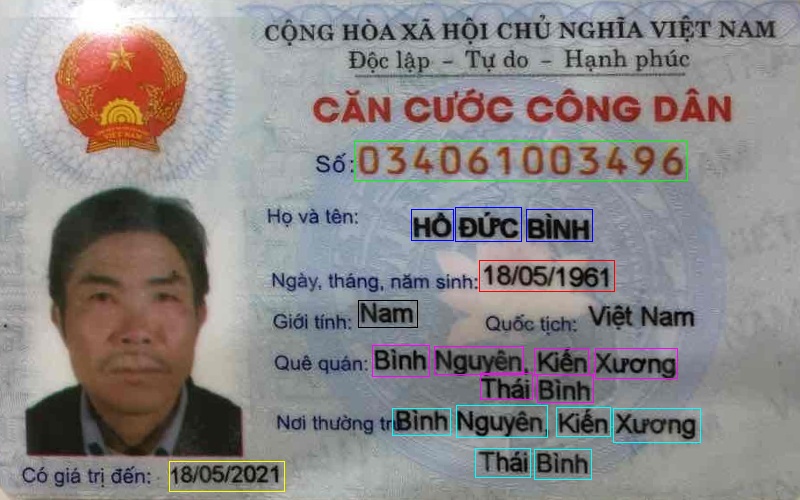 CỘNG HÒA XÃ HỘI CHỦ NGHĨA VIỆT NAM
Độc lập - Tự do - Hạnh phúc
CĂN CƯỚC CÔNG DÂN
Số: 034061003496
Họ và tên: HỒ ĐỨC BÌNH
Ngày, tháng, năm sinh: 18/05/1961
Giới tính: Nam Quốc tịch: Việt Nam
Quê quán: Bình Nguyên, Kiến Xương
Thái Bình
Nơi thường trú Bình Nguyên, Kiến Xương
Thái Bình
Có giá trị đến: 18/05/2021